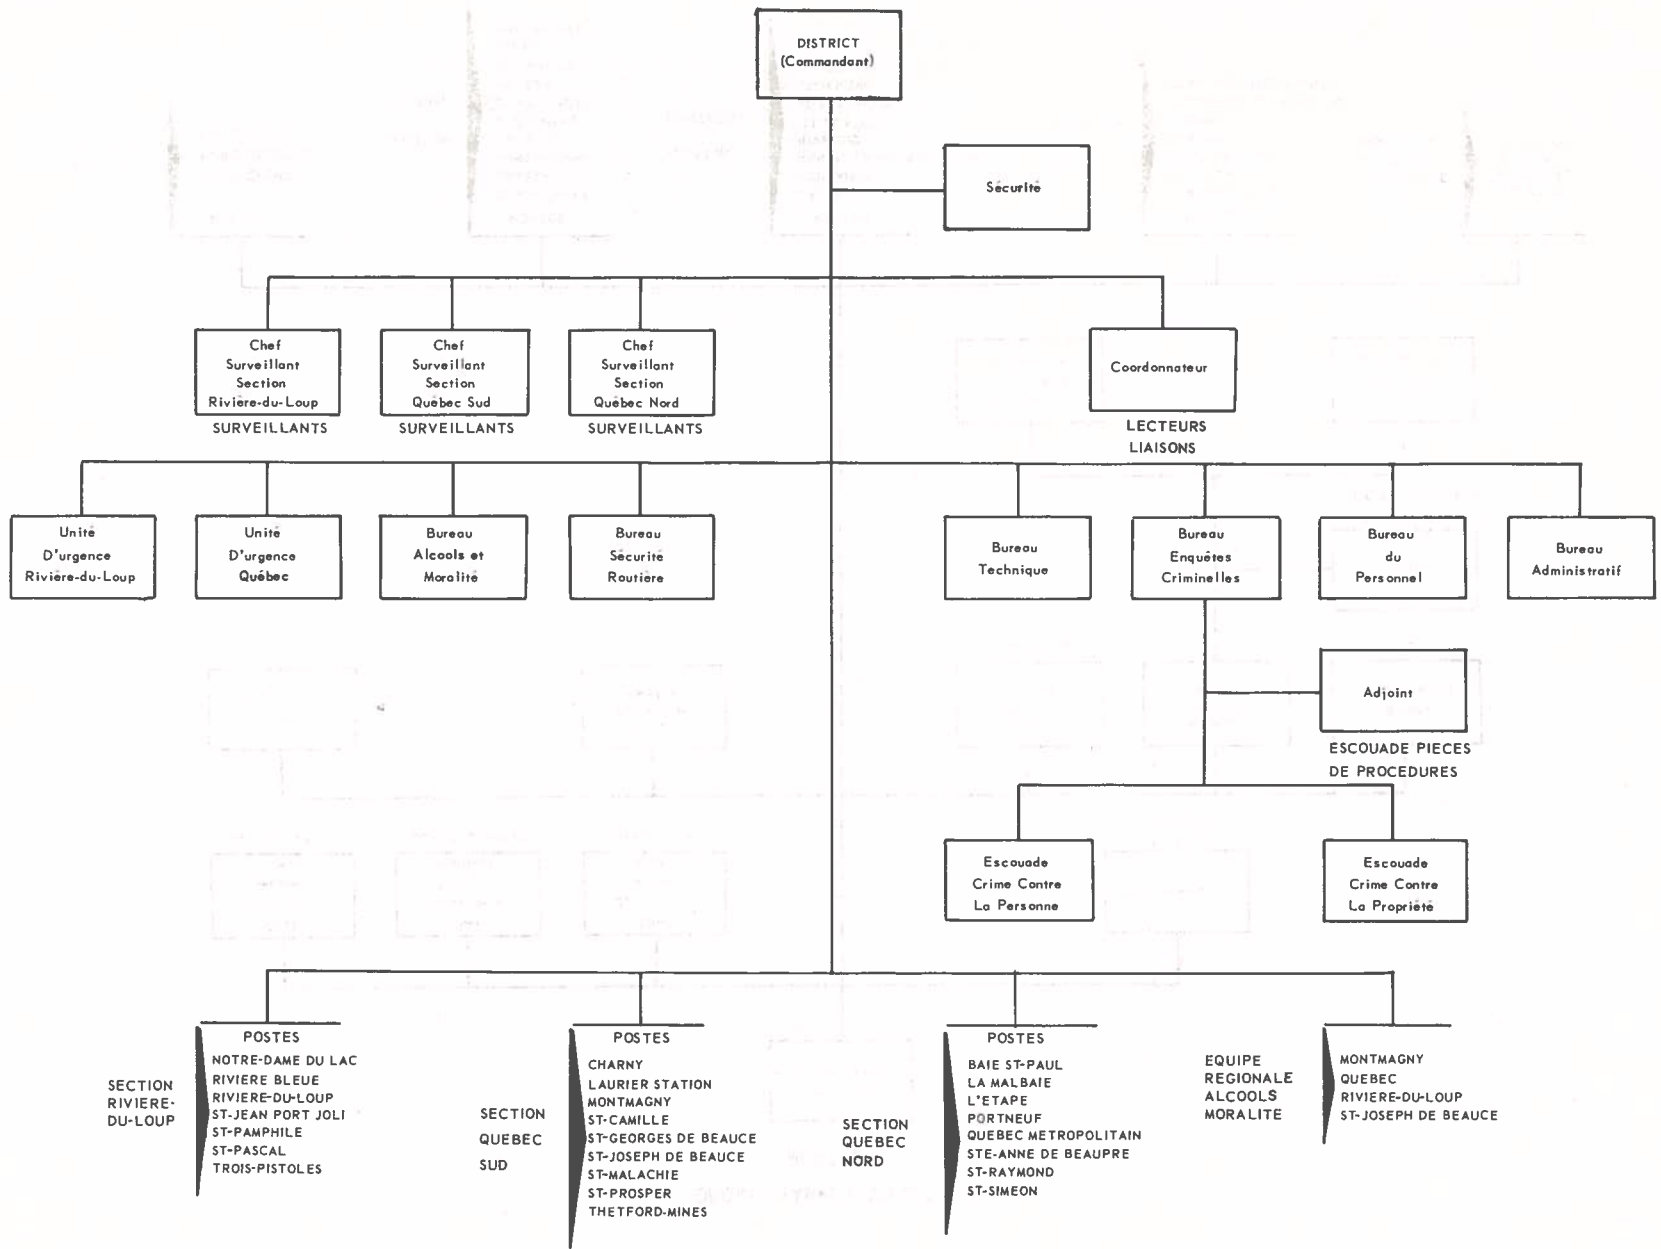 DISTRICT
(Commandant)
Sécurité
Chef
Surveillant
Section
Rivière-du-Loup
SURVEILLANTS
Chef
Surveillant
Section
Québec Sud
SURVEILLANTS
Chef
Surveillant
Section
Québec Nord
SURVEILLANTS
Coordonnateur
LECTEURS
LIAISONS
Unité
D'urgence
Rivière-du-Loup
Unité
D'urgence
Québec
Bureau
Alcools et
Moralité
Bureau
Sécurité
Routière
Bureau
Technique
Bureau
Enquêtes
Criminelles
Bureau
du
Personnel
Bureau
Administratif
Adjoint
ESCOUADE PIECES
DE PROCEDURES
Escouade
Crime Contre
La Personne
Escouade
Crime Contre
La Propriété
SECTION
RIVIERE-
DU-LOUP
POSTES
NOTRE-DAME DU LAC
RIVIERE BLEUE
RIVIERE-DU-LOUP
ST-JEAN PORT JOLI
ST-PAMPHILE
ST-PASCAL
TROIS-PISTOLES
SECTION
QUEBEC
SUD
POSTES
CHARNY
LAURIER STATION
MONTMAGNY
ST-CAMILLE
ST-GEORGES DE BEAUCE
ST-JOSEPH DE BEAUCE
ST-MALACHIE
ST-PROSPER
THETFORD-MINES
SECTION
QUEBEC
NORD
POSTES
BAIE ST-PAUL
LA MALBAIE
L'ETAPE
PORTNEUF
QUEBEC METROPOLITAIN
STE-ANNE DE BEAUPRE
ST-RAYMOND
ST-SIMEON
EQUIPE
REGIONALE
ALCOOLS
MORALITE
MONTMAGNY
QUEBEC
RIVIERE-DU-LOUP
ST-JOSEPH DE BEAUCE